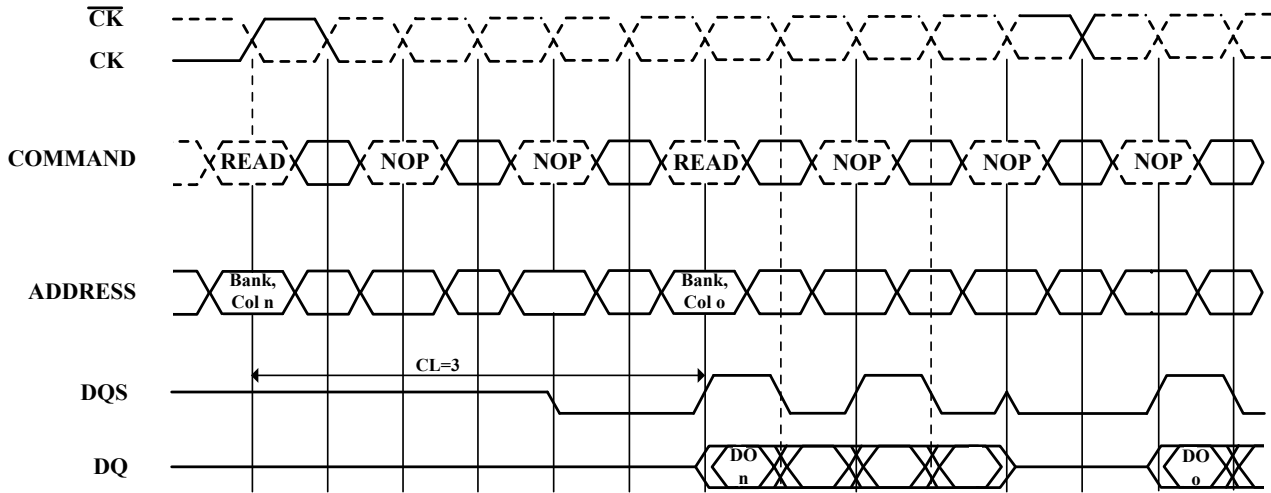 CK
CK
COMMAND
READ NOP NOP READ NOP NOP NOP
ADDRESS
Bank,
Col n
Bank,
Col o
CL=3
DQS
DQ
DO
n
DO
o